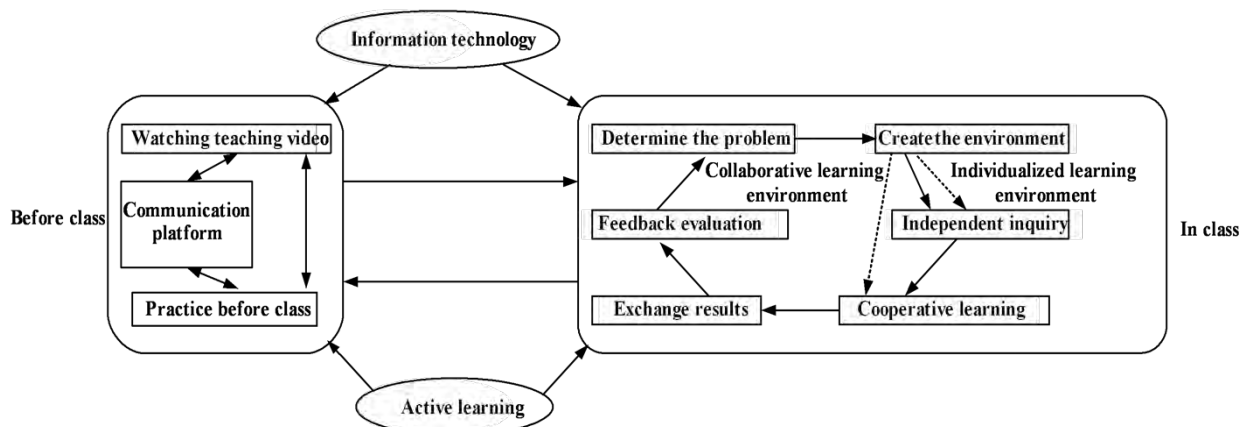 Information technology
Before class
Watching teaching video
Communication
platform
Practice before class
Determine the problem
Create the environment
Collaborative learning
environment
Individualized learning
environment
Feedback evaluation
Independent inquiry
Exchange results
Cooperative learning
In class
Active learning